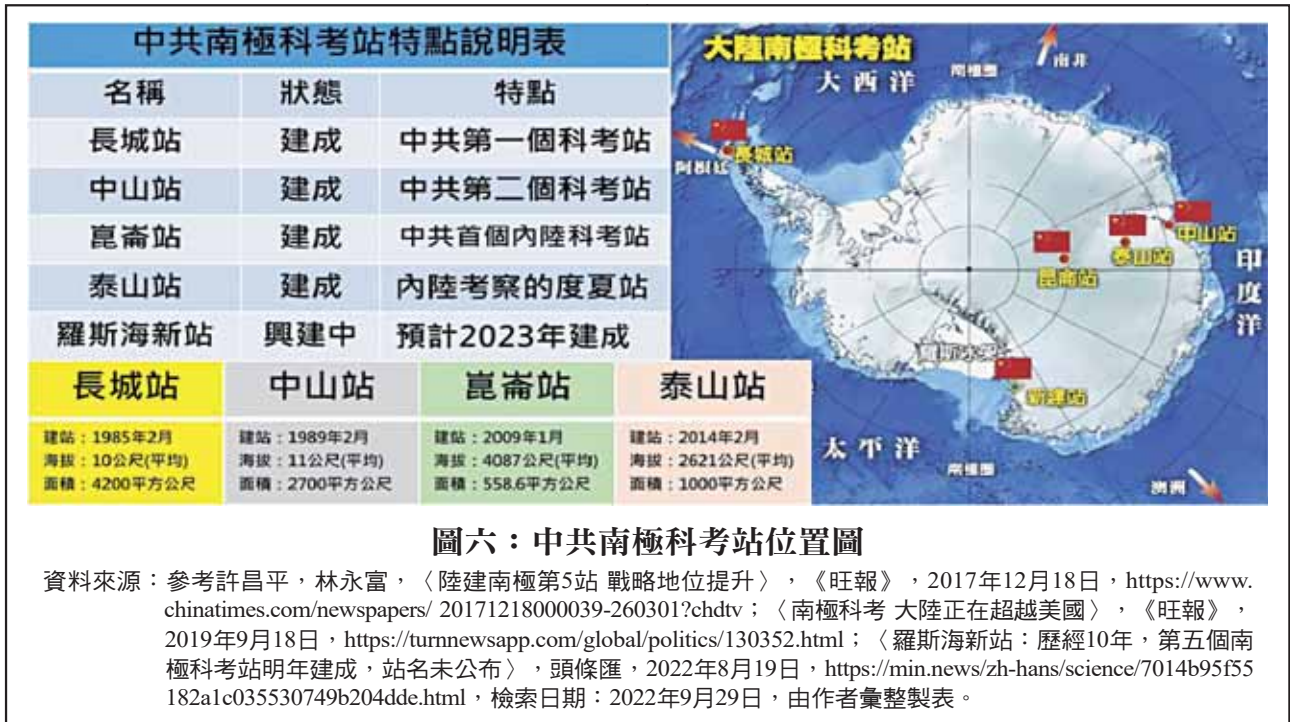 中共南極科考站特點說明表
名稱 狀態 特點
長城站 建成 中共第一個科考站
中山站 建成 中共第二個科考站
崑崙站 建成 中共首個內陸科考站
泰山站 建成 內陸考察的度夏站
羅斯海新站 興建中 預計2023年建成
長城站
建站：1985年2月
海拔：10公尺(平均)
面積：4200平方公尺
中山站
建站：1989年2月
海拔：11公尺(平均)
面積：2700平方公尺
崑崙站
建站：2009年1月
海拔：4087公尺(平均)
面積：558.6平方公尺
泰山站
建站：2014年2月
海拔：2621公尺(平均)
面積：1000平方公尺
大陸南極科考站
大西洋
南極圈
南非
長城站
阿根廷
中山站
泰山站
昆崙站
印度洋
羅斯冰架
新建站
太平洋
南極圈
澳洲
圖六：中共南極科考站位置圖
資料來源：參考許昌平，林永富，〈陸建南極第5站 戰略地位提升〉，《旺報》，2017年12月18日，https://www.
chinatimes.com/newspapers/ 20171218000039-260301?chdtv；〈南極科考 大陸正在超越美國〉，《旺報》，
2019年9月18日，https://turnnewsapp.com/global/politics/130352.html；〈羅斯海新站：歷經10年，第五個南
極科考站明年建成，站名未公布〉，頭條匯，2022年8月19日，https://min.news/zh-hans/science/7014b95f55
182a1c035530749b204dde.html，檢索日期：2022年9月29日，由作者彙整製表。